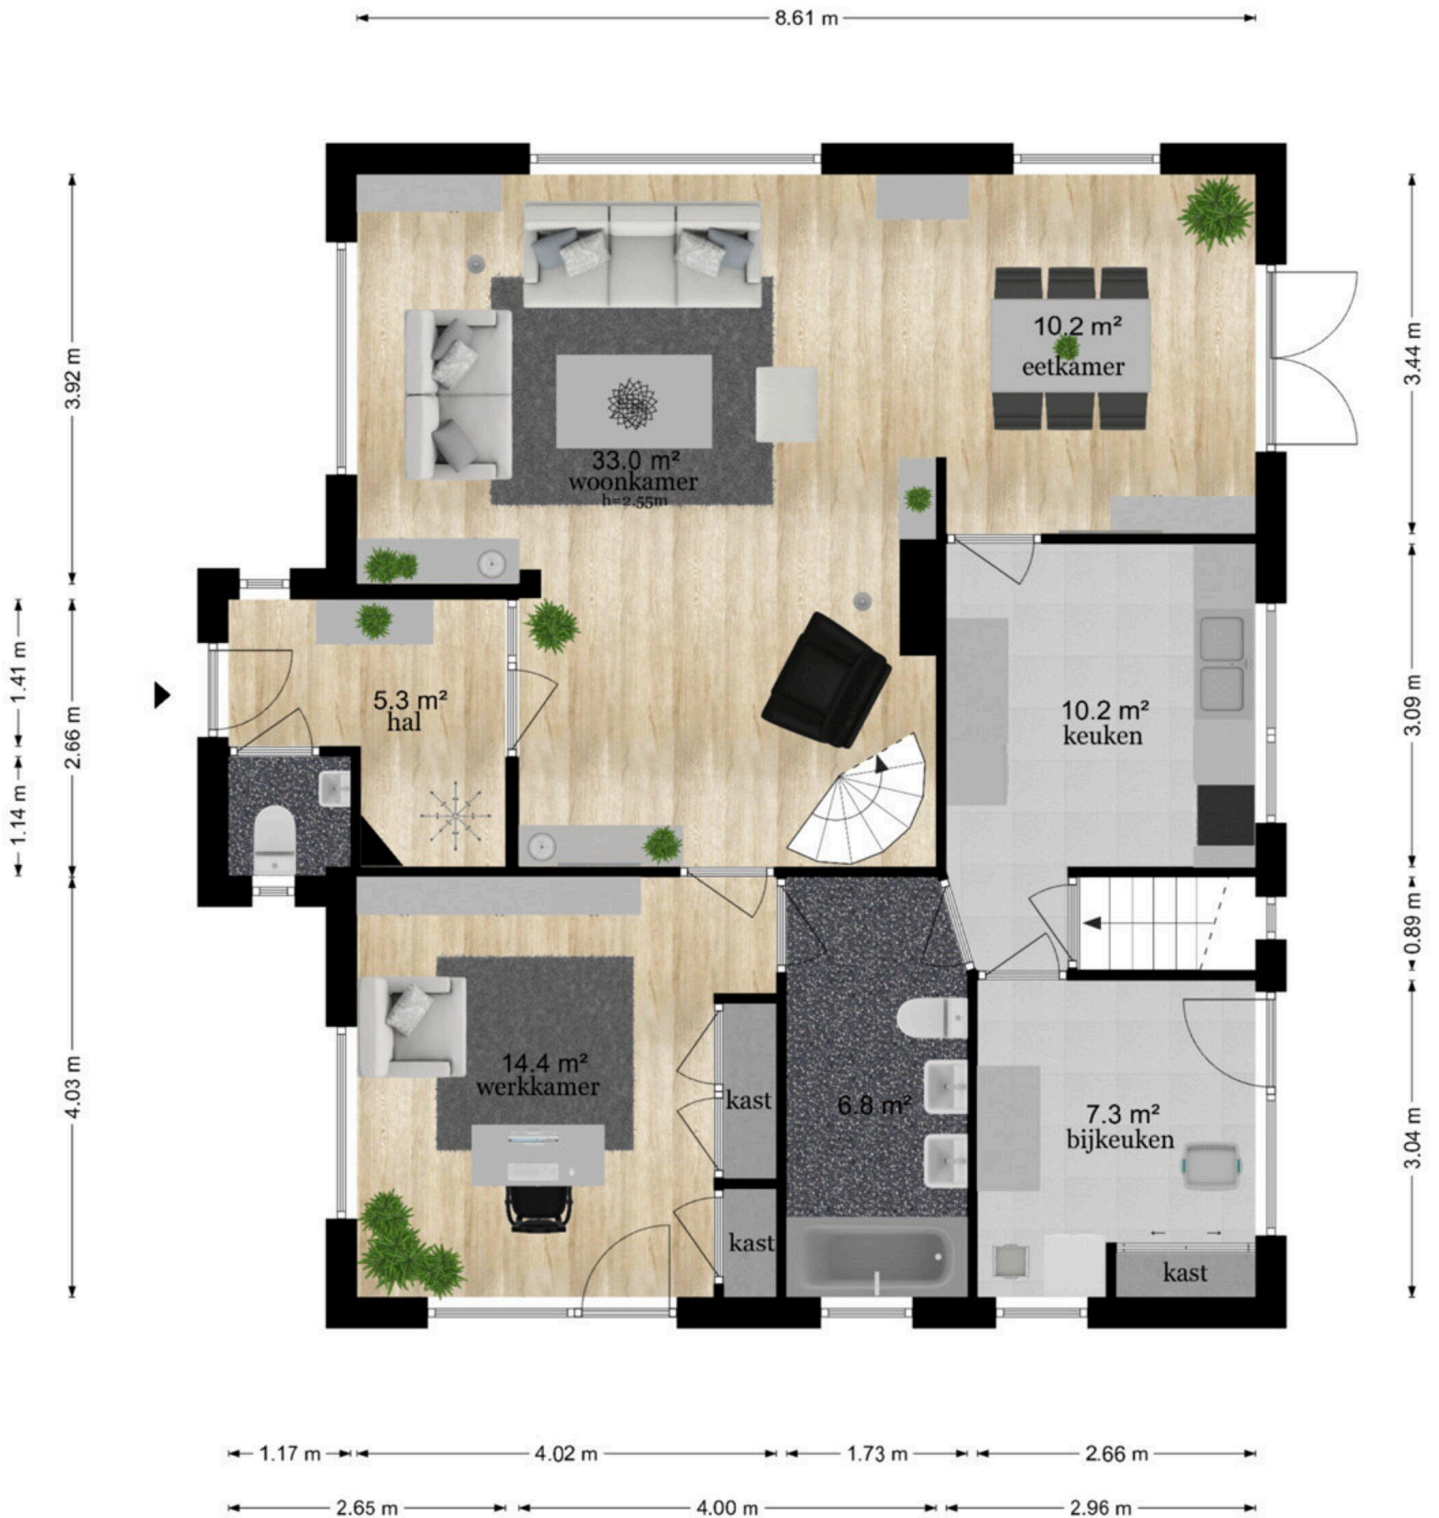 8.61 m
3.92 m
3.44 m
10.2 m²
eetkamer
33.0 m²
woonkamer
h=2.55m
1.41 m
2.66 m
1.14 m
5.3 m²
hal
10.2 m²
keuken
3.09 m
0.89 m
4.03 m
14.4 m²
werkkamer
kast
6.8 m²
7.3 m²
bijkeuken
3.04 m
kast
kast
1.17 m
4.02 m
1.73 m
2.66 m
2.65 m
4.00 m
2.96 m